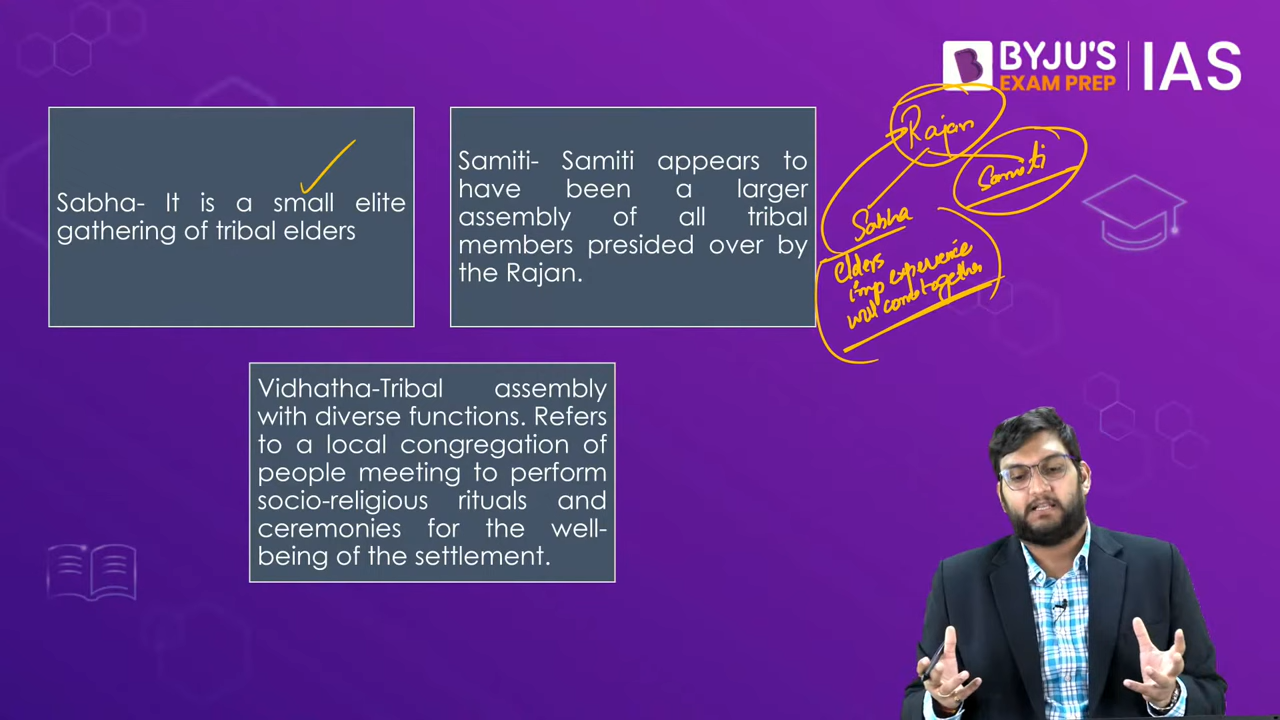 BYJU'S
EXAM PREP
IAS
Sabha- It is a small elite
gathering of tribal elders
Samiti- Samiti appears to
have been a larger
assembly of all tribal
members presided over by
the Rajan.
Rajan
Samiti
Sabha
elders
imp experience
will come together
Vidhatha-Tribal assembly
with diverse functions. Refers
to a local congregation of
people meeting to perform
socio-religious rituals and
ceremonies for the well-
being of the settlement.